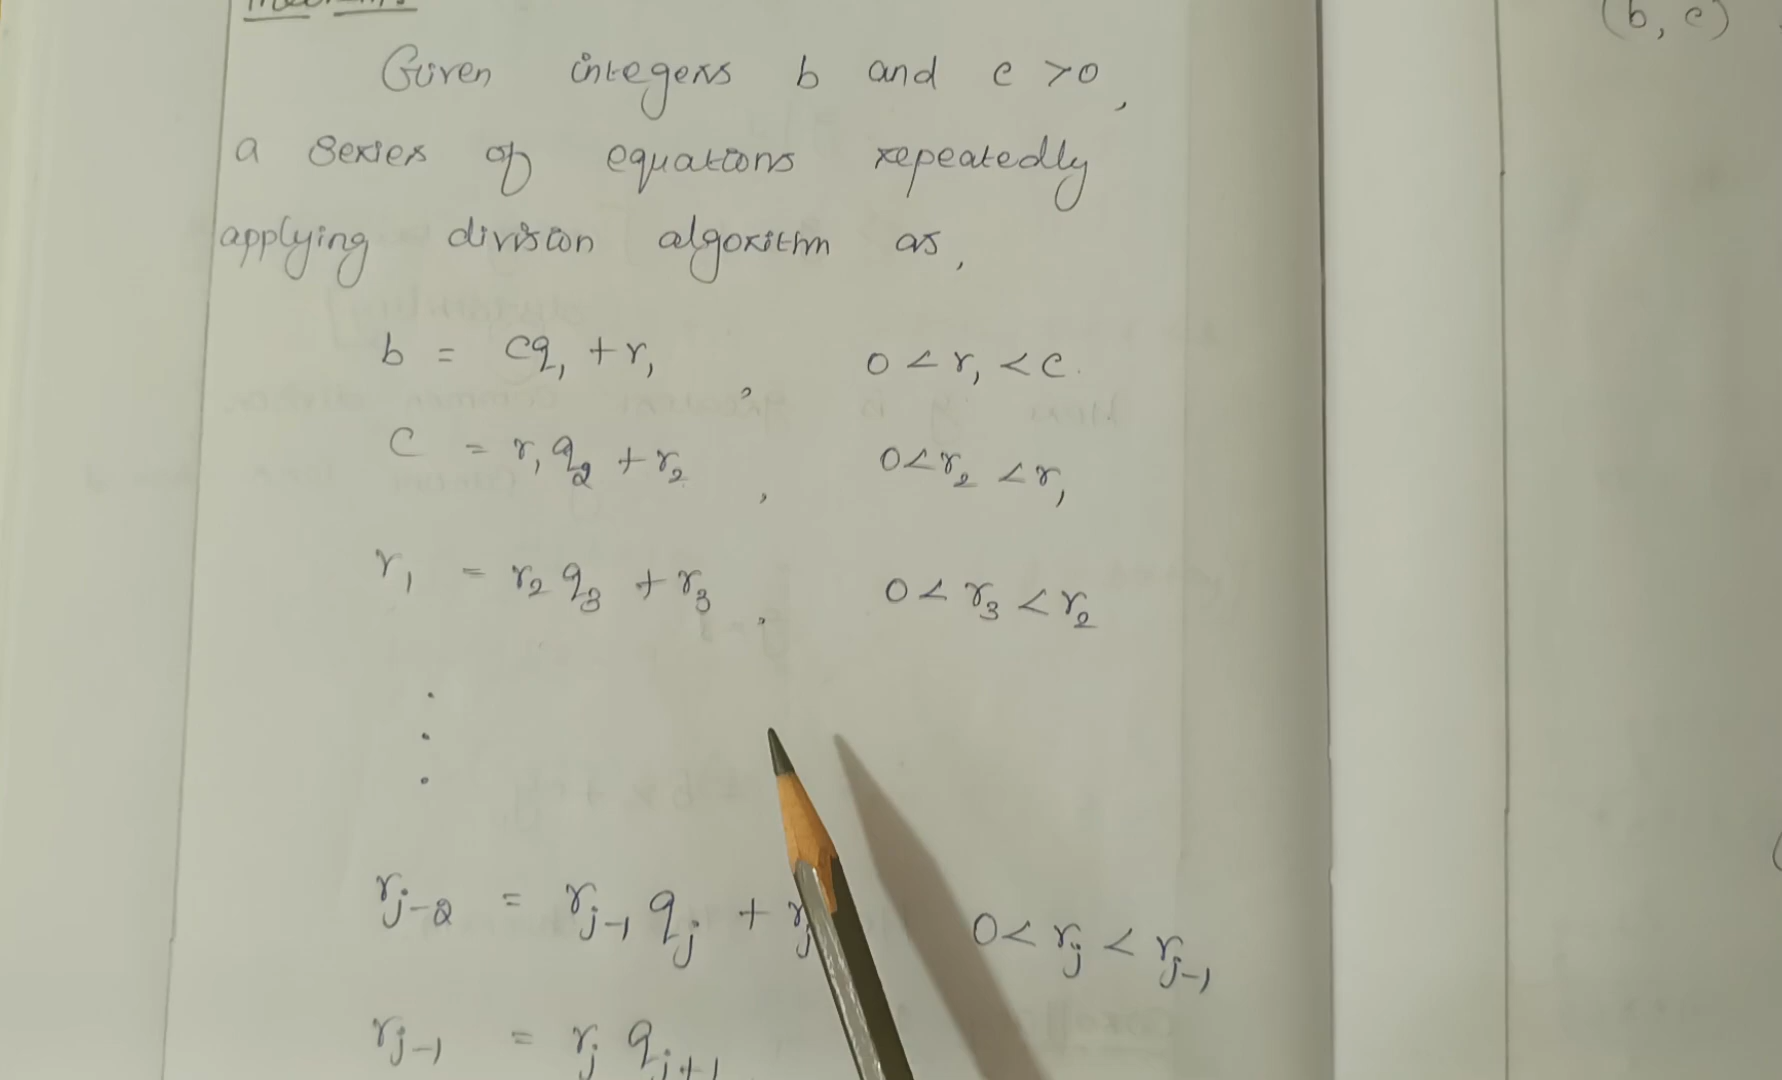 Given integers b and c > 0,
a series of equations repeatedly
applying division algorithm as,
b = cq₁ + r₁, 0 < r₁ < c.
c = r₁q₂ + r₂, 0 < r₂ < r₁
r₁ = r₂q₃ + r₃, 0 < r₃ < r₂
.
.
.
rⱼ₋₂ = rⱼ₋₁qⱼ + rⱼ 0 < rⱼ < rⱼ₋₁
rⱼ₋₁ = rⱼqⱼ₊₁
(b, c)